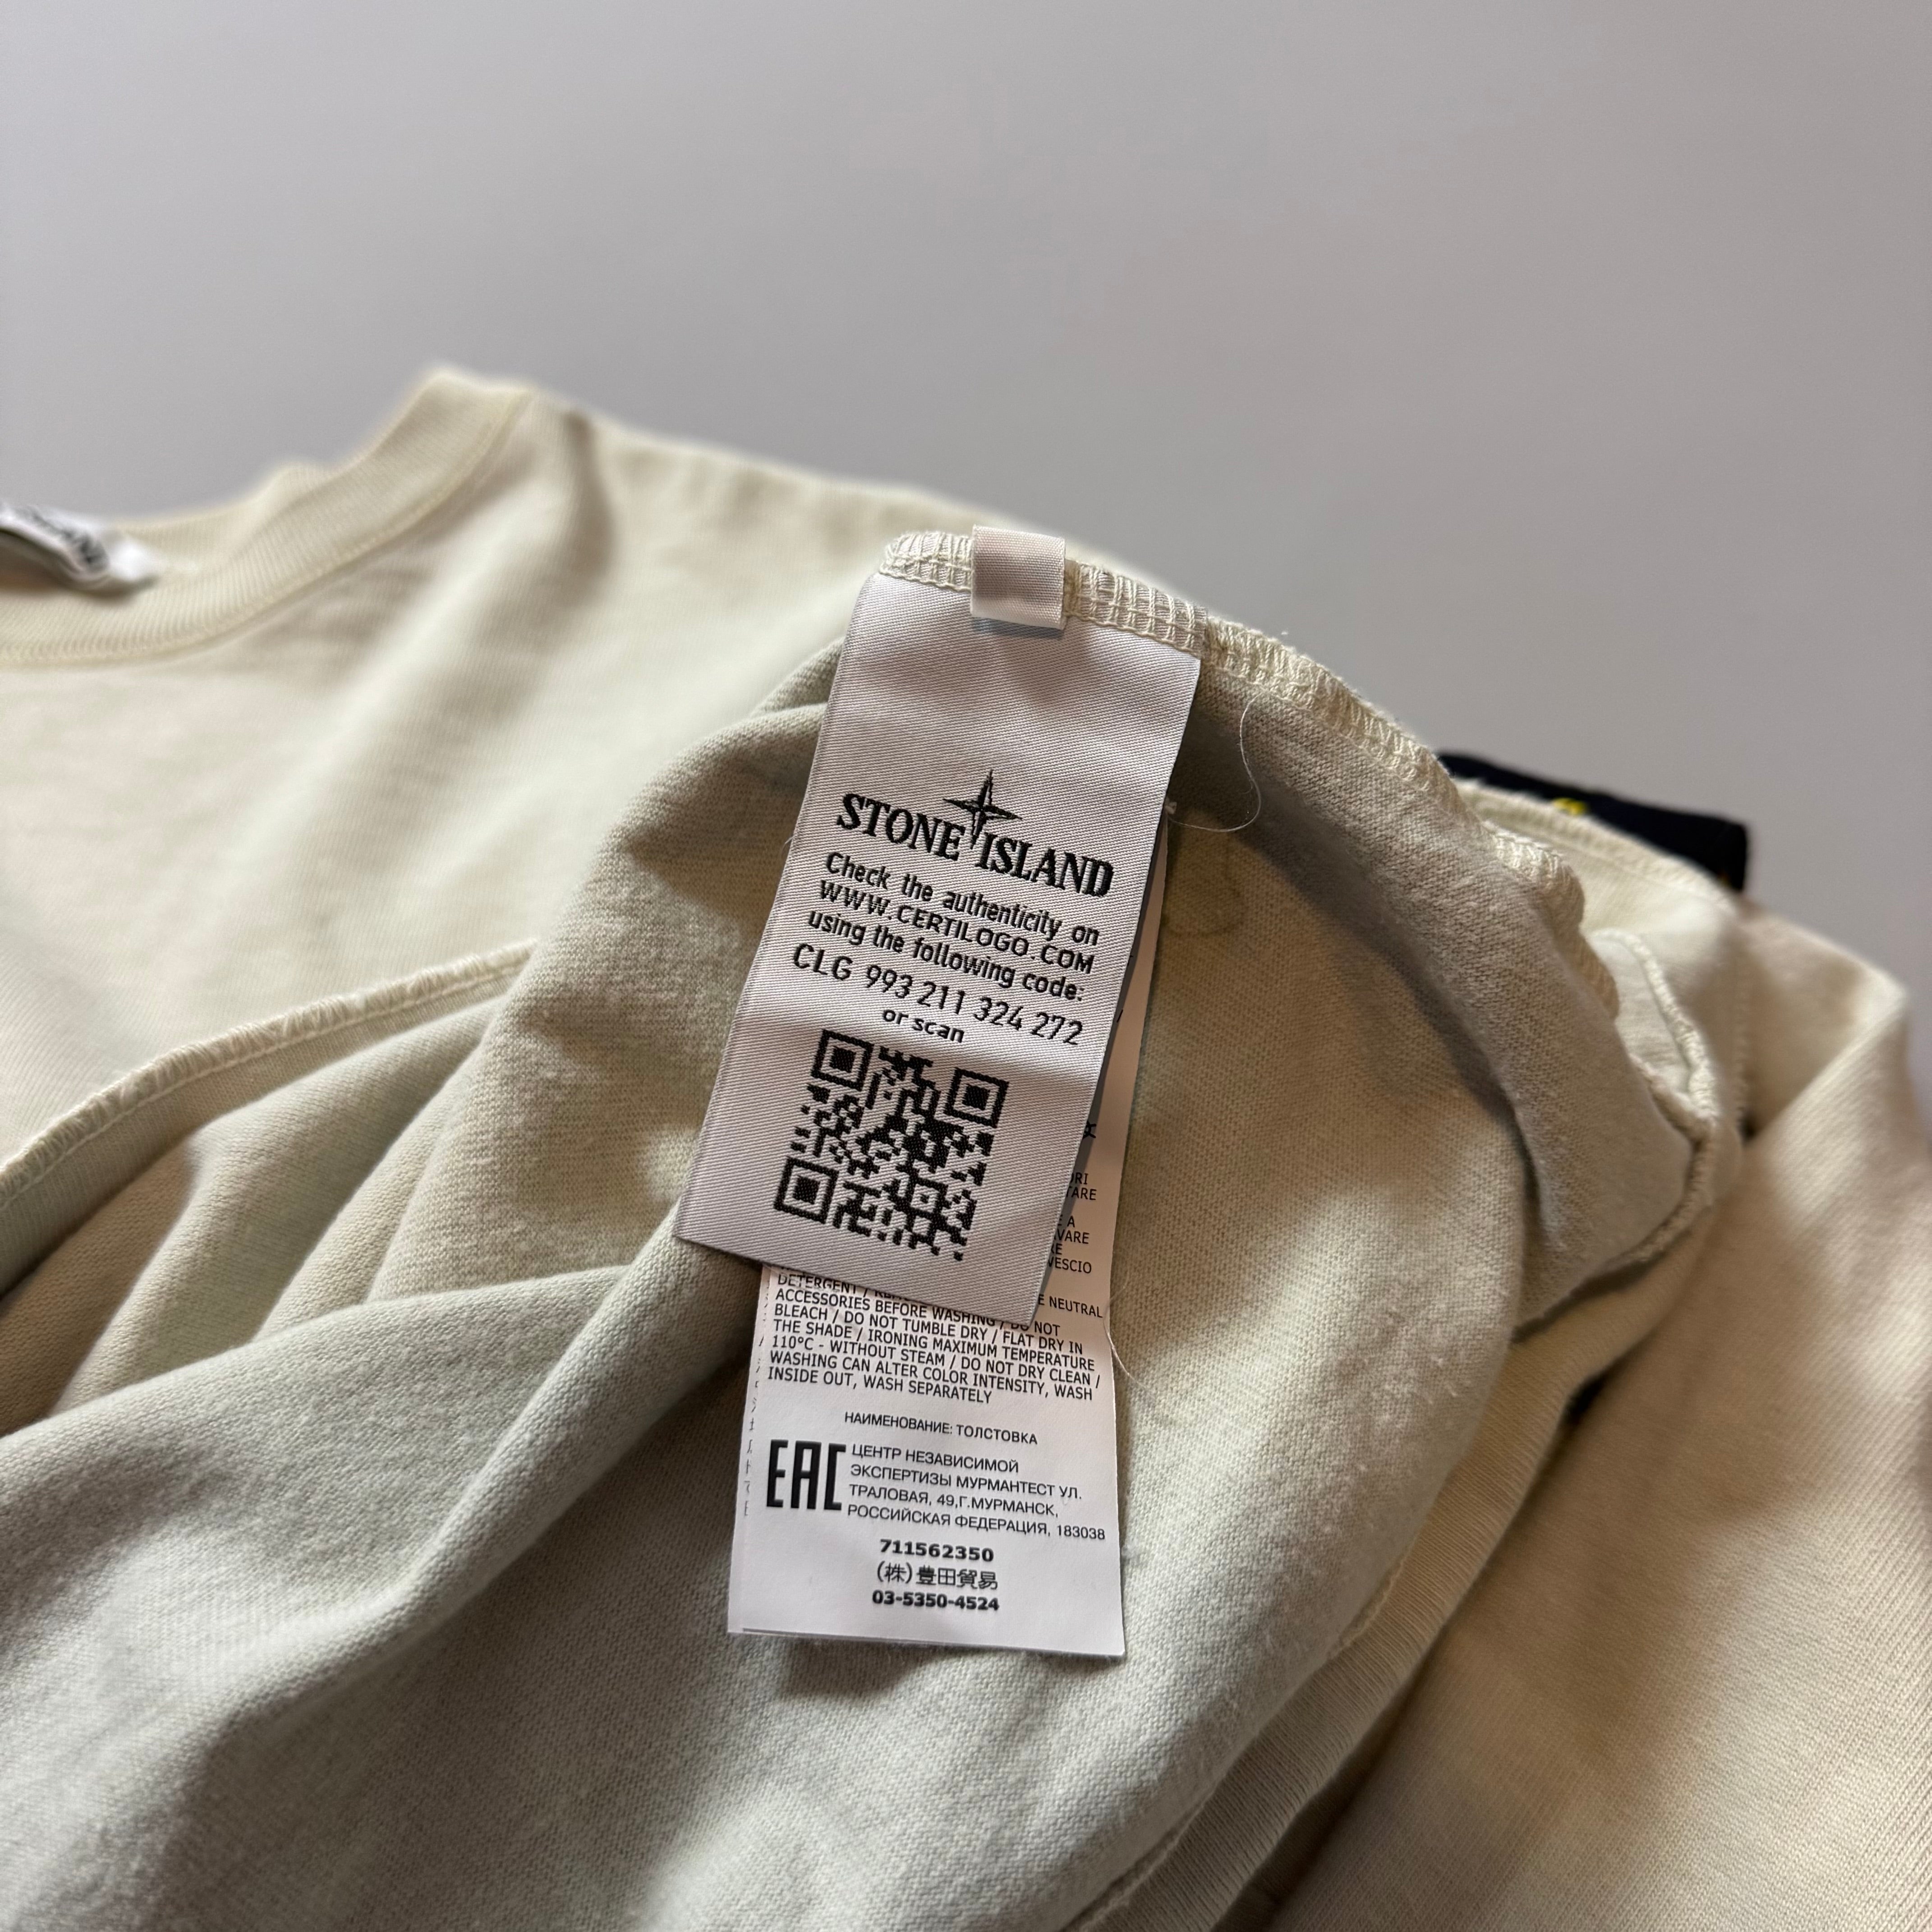 STONE ISLAND
Check the authenticity on
WWW.CERTILOGO.COM
using the following code:
CLG 993 211 324 272
or scan
A
VESCIO
DETERGENT / NEUTRAL
ACCESSORIES BEFORE WASHING / DO NOT
BLEACH / DO NOT TUMBLE DRY / FLAT DRY IN
THE SHADE / IRONING MAXIMUM TEMPERATURE
110°C - WITHOUT STEAM / DO NOT DRY CLEAN /
WASHING CAN ALTER COLOR INTENSITY, WASH
INSIDE OUT, WASH SEPARATELY
НАИМЕНОВАНИЕ: ТОЛСТОВКА
EAC
ЦЕНТР НЕЗАВИСИМОЙ
ЭКСПЕРТИЗЫ МУРМАНТЕСТ УЛ.
ТРАЛОВАЯ, 49,Г.МУРМАНСК,
РОССИЙСКАЯ ФЕДЕРАЦИЯ, 183038
711562350
(株)豊田貿易
03-5350-4524